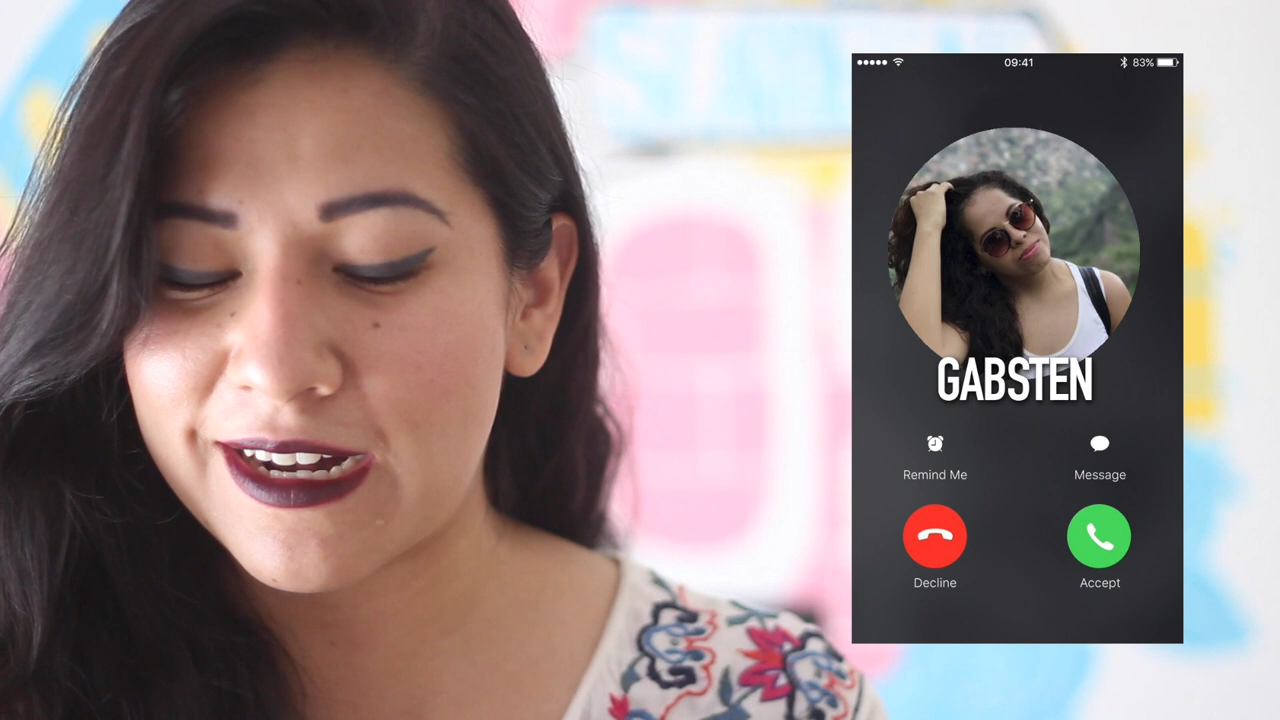 09:41
83%
GABSTEN
Remind Me
Message
Decline
Accept